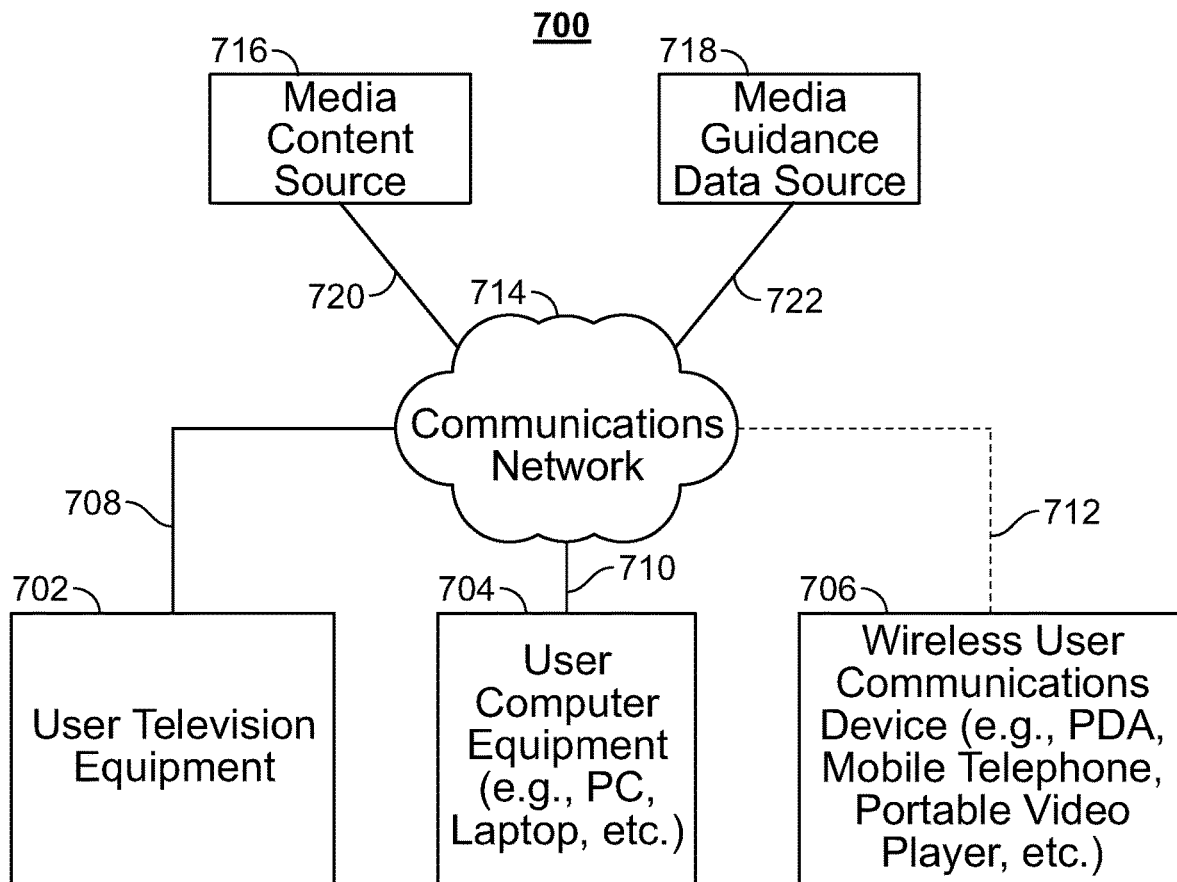 700
716
Media
Content
Source
718
Media
Guidance
Data Source
720
714
722
Communications
Network
708
710
712
702
User Television
Equipment
704
User
Computer
Equipment
(e.g., PC,
Laptop, etc.)
706
Wireless User
Communications
Device (e.g., PDA,
Mobile Telephone,
Portable Video
Player, etc.)